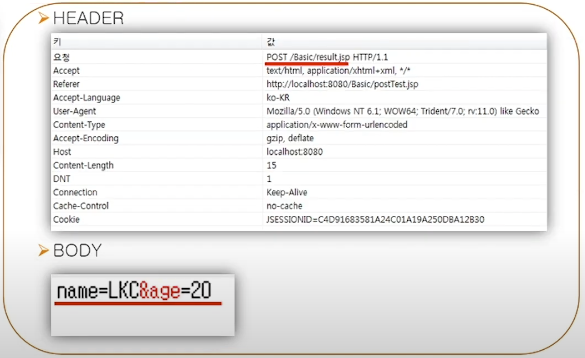 HEADER
키 값
요청 POST /Basic/result.jsp HTTP/1.1
Accept text/html, application/xhtml+xml, */*
Referer http://localhost:8080/Basic/postTest.jsp
Accept-Language ko-KR
User-Agent Mozilla/5.0 (Windows NT 6.1; WOW64; Trident/7.0; rv:11.0) like Gecko
Content-Type application/x-www-form-urlencoded
Accept-Encoding gzip, deflate
Host localhost:8080
Content-Length 15
DNT 1
Connection Keep-Alive
Cache-Control no-cache
Cookie JSESSIONID=C4D91683581A24C01A19A250DBA12B30
BODY
name=LKC&age=20